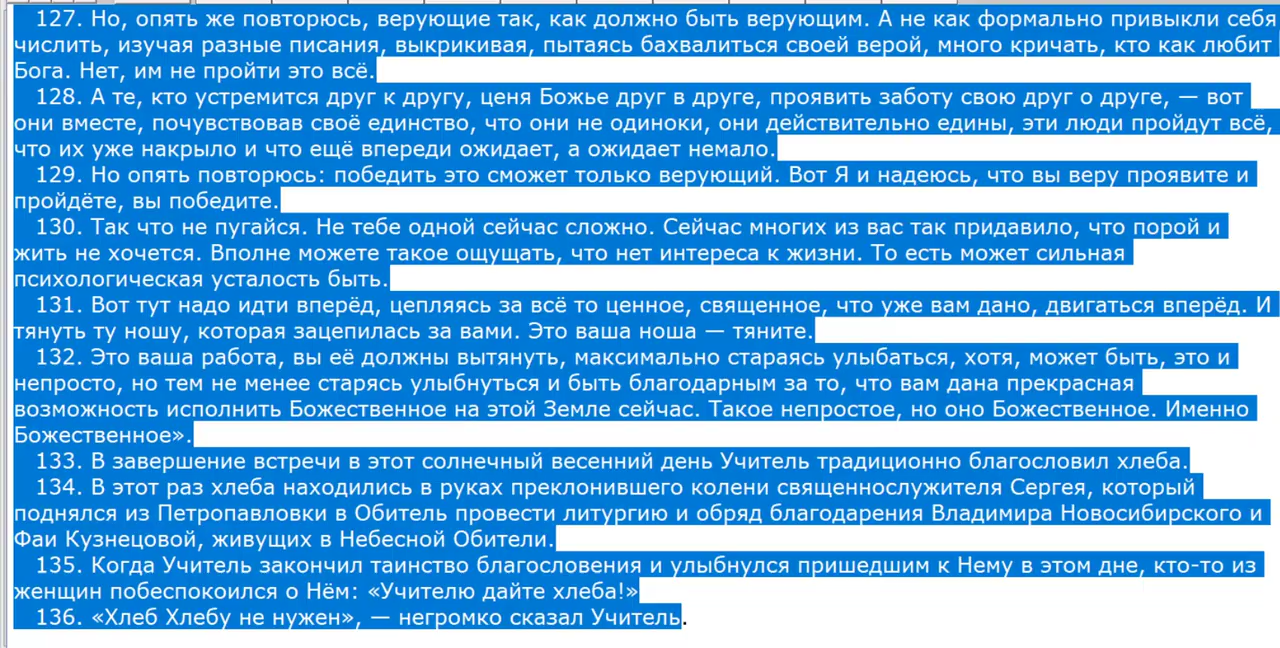 127. Но, опять же повторюсь, верующие так, как должно быть верующим. А не как формально привыкли себя
числить, изучая разные писания, выкрикивая, пытаясь бахвалиться своей верой, много кричать, кто как любит
Бога. Нет, им не пройти это всё.
128. А те, кто устремится друг к другу, ценя Божье друг в друге, проявить заботу свою друг о друге, — вот
они вместе, почувствовав своё единство, что они не одиноки, они действительно едины, эти люди пройдут всё,
что их уже накрыло и что ещё впереди ожидает, а ожидает немало.
129. Но опять повторюсь: победить это сможет только верующий. Вот Я и надеюсь, что вы веру проявите и
пройдёте, вы победите.
130. Так что не пугайся. Не тебе одной сейчас сложно. Сейчас многих из вас так придавило, что порой и
жить не хочется. Вполне можете такое ощущать, что нет интереса к жизни. То есть может сильная
психологическая усталость быть.
131. Вот тут надо идти вперёд, цепляясь за всё то ценное, священное, что уже вам дано, двигаться вперёд. И
тянуть ту ношу, которая зацепилась за вами. Это ваша ноша — тяните.
132. Это ваша работа, вы её должны вытянуть, максимально стараясь улыбаться, хотя, может быть, это и
непросто, но тем не менее старясь улыбнуться и быть благодарным за то, что вам дана прекрасная
возможность исполнить Божественное на этой Земле сейчас. Такое непростое, но оно Божественное. Именно
Божественное».
133. В завершение встречи в этот солнечный весенний день Учитель традиционно благословил хлеба.
134. В этот раз хлеба находились в руках преклонившего колени священнослужителя Сергея, который
поднялся из Петропавловки в Обитель провести литургию и обряд благодарения Владимира Новосибирского и
Фаи Кузнецовой, живущих в Небесной Обители.
135. Когда Учитель закончил таинство благословения и улыбнулся пришедшим к Нему в этом дне, кто-то из
женщин побеспокоился о Нём: «Учителю дайте хлеба!»
136. «Хлеб Хлебу не нужен», — негромко сказал Учитель.